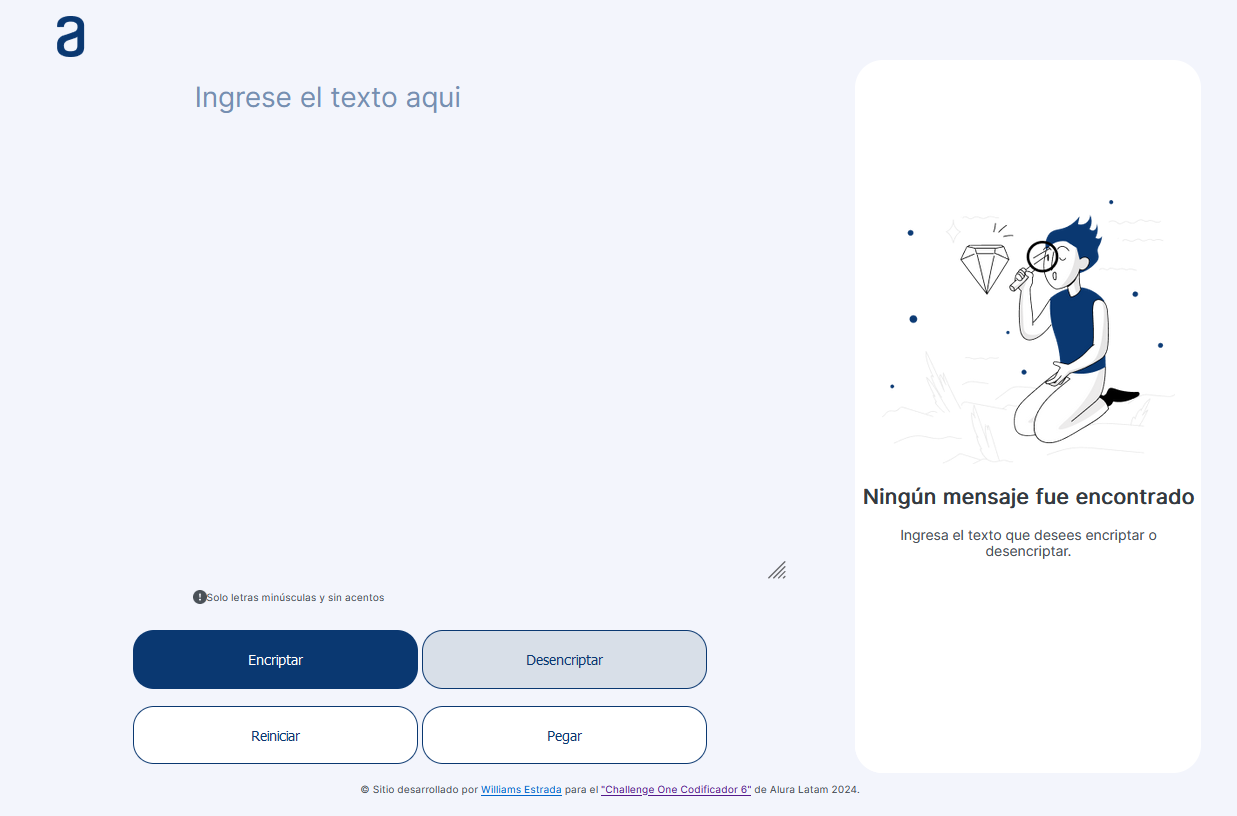 a
Ingrese el texto aqui
Ningún mensaje fue encontrado
Ingresa el texto que desees encriptar o
desencriptar.
Solo letras minúsculas y sin acentos
Encriptar
Desencriptar
Reiniciar
Pegar
© Sitio desarrollado por Williams Estrada para el "Challenge One Codificador 6" de Alura Latam 2024.